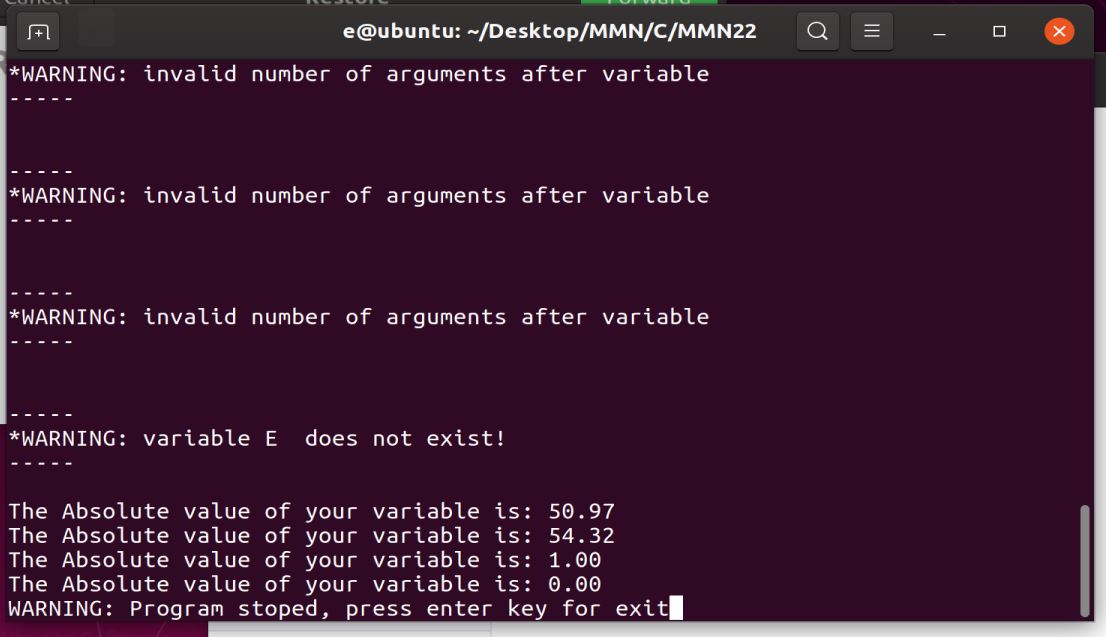 Cancel Restore Forward
e@ubuntu: ~/Desktop/MMN/C/MMN22
*WARNING: invalid number of arguments after variable
-----
-----
*WARNING: invalid number of arguments after variable
-----
-----
*WARNING: invalid number of arguments after variable
-----
-----
*WARNING: variable E  does not exist!
-----
The Absolute value of your variable is: 50.97
The Absolute value of your variable is: 54.32
The Absolute value of your variable is: 1.00
The Absolute value of your variable is: 0.00
WARNING: Program stoped, press enter key for exit